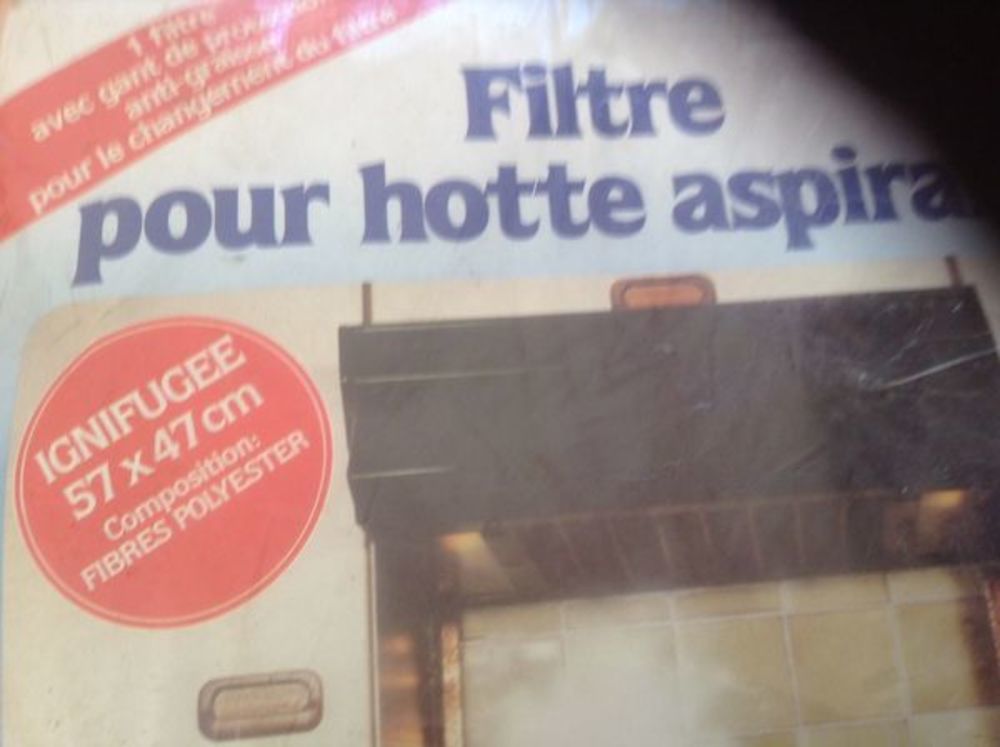 1 filtre
avec gant de protection
anti-graisse
pour le changement du filtre
Filtre
pour hotte aspira
IGNIFUGEE
57 x 47 cm
Composition:
FIBRES POLYESTER